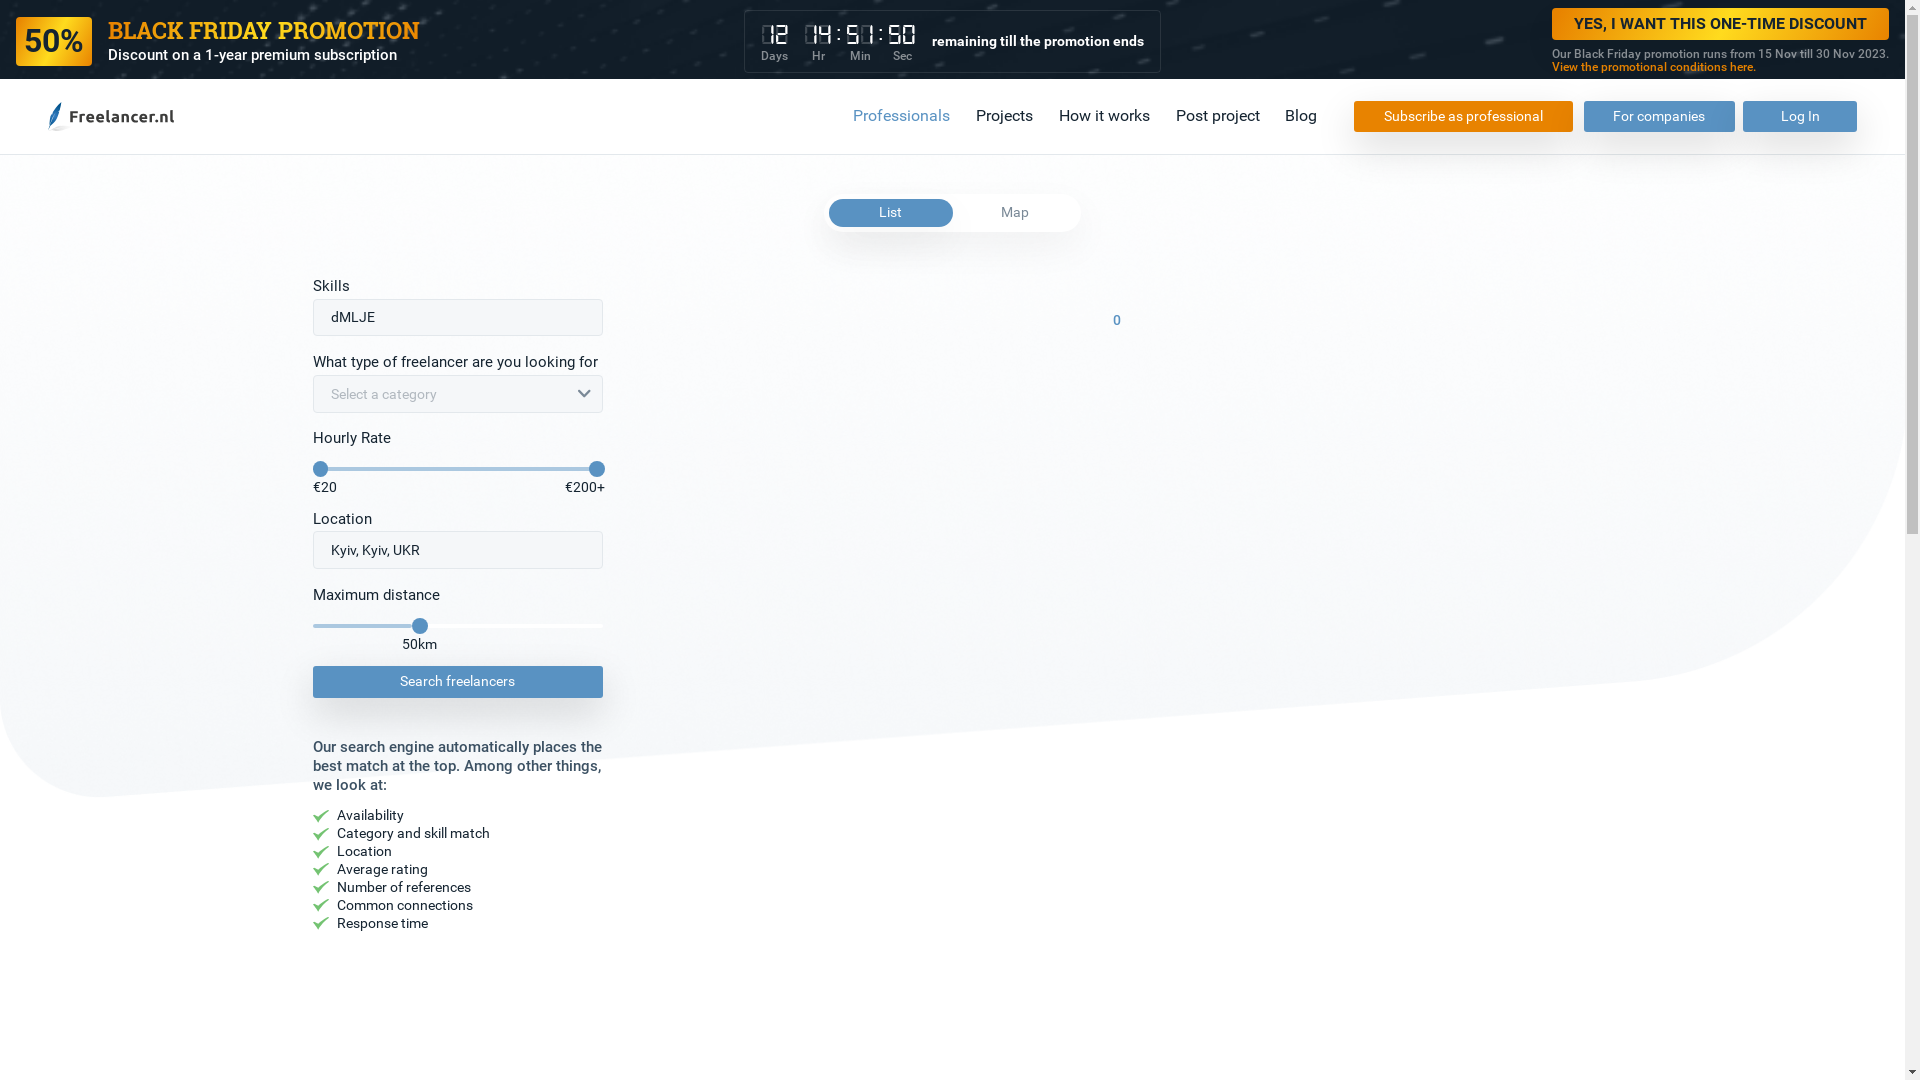 50%
BLACK FRIDAY PROMOTION
Discount on a 1-year premium subscription
12 14 : 51 : 50
Days Hr Min Sec
remaining till the promotion ends
YES, I WANT THIS ONE-TIME DISCOUNT
Our Black Friday promotion runs from 15 Nov till 30 Nov 2023.
View the promotional conditions here.
Freelancer.nl
Professionals Projects How it works Post project Blog
Subscribe as professional
For companies
Log In
List
Map
Skills
dMLJE
0
What type of freelancer are you looking for
Select a category
Hourly Rate
€20 €200+
Location
Kyiv, Kyiv, UKR
Maximum distance
50km
Search freelancers
Our search engine automatically places the
best match at the top. Among other things,
we look at:
Availability
Category and skill match
Location
Average rating
Number of references
Common connections
Response time